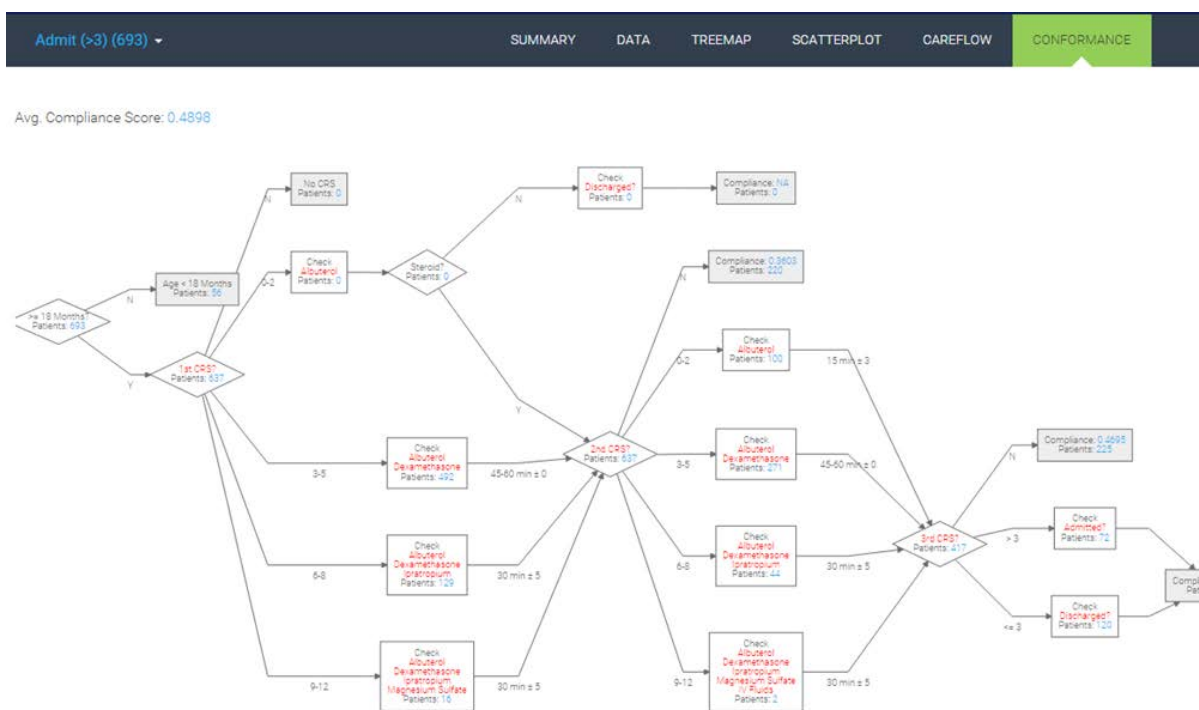 Admit (>3) (693)
SUMMARY
DATA
TREEMAP
SCATTERPLOT
CAREFLOW
CONFORMANCE
Avg. Compliance Score: 0.4898
>= 18 Months?
Patients: 693
N
Y
Age < 18 Months
Patients: 56
1st CRS?
Patients: 637
N
No CRS
Patients: 0
0-2
Check
Albuterol
Patients: 0
Steroid?
Patients: 0
N
Y
Check
Discharged?
Patients: 0
Compliance: NA
Patients: 0
3-5
Check
Albuterol
Dexamethasone
Patients: 492
45-60 min ± 0
6-8
Check
Albuterol
Dexamethasone
Ipratropium
Patients: 129
30 min ± 5
9-12
Check
Albuterol
Dexamethasone
Ipratropium
Magnesium Sulfate
Patients: 16
30 min ± 5
2nd CRS?
Patients: 637
N
Compliance: 0.3603
Patients: 220
0-2
Check
Albuterol
Patients: 100
15 min ± 3
3-5
Check
Albuterol
Dexamethasone
Patients: 271
45-60 min ± 0
6-8
Check
Albuterol
Dexamethasone
Ipratropium
Patients: 44
30 min ± 5
9-12
Check
Albuterol
Dexamethasone
Ipratropium
Magnesium Sulfate
IV Fluids
Patients: 2
30 min ± 5
3rd CRS?
Patients: 417
N
Compliance: 0.4695
Patients: 225
> 3
Check
Admitted?
Patients: 72
<= 3
Check
Discharged?
Patients: 120
Compli
Pat